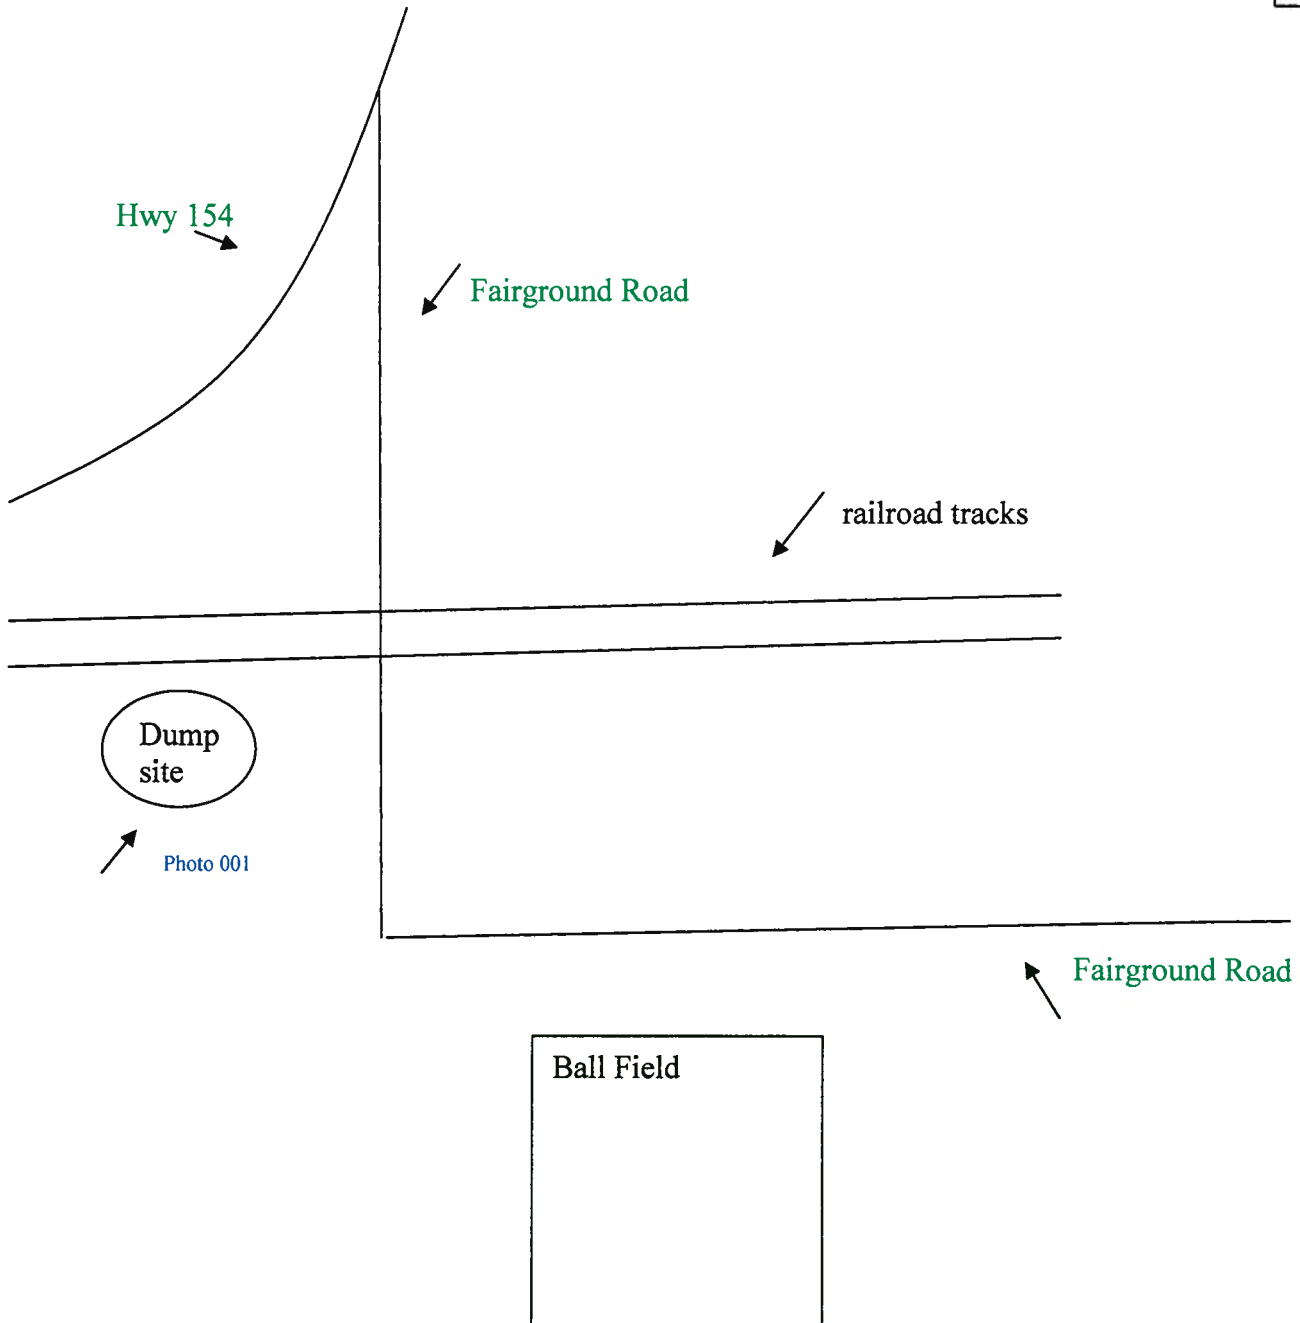 Hwy 154
Fairground Road
railroad tracks
Dump
site
Photo 001
Fairground Road
Ball Field